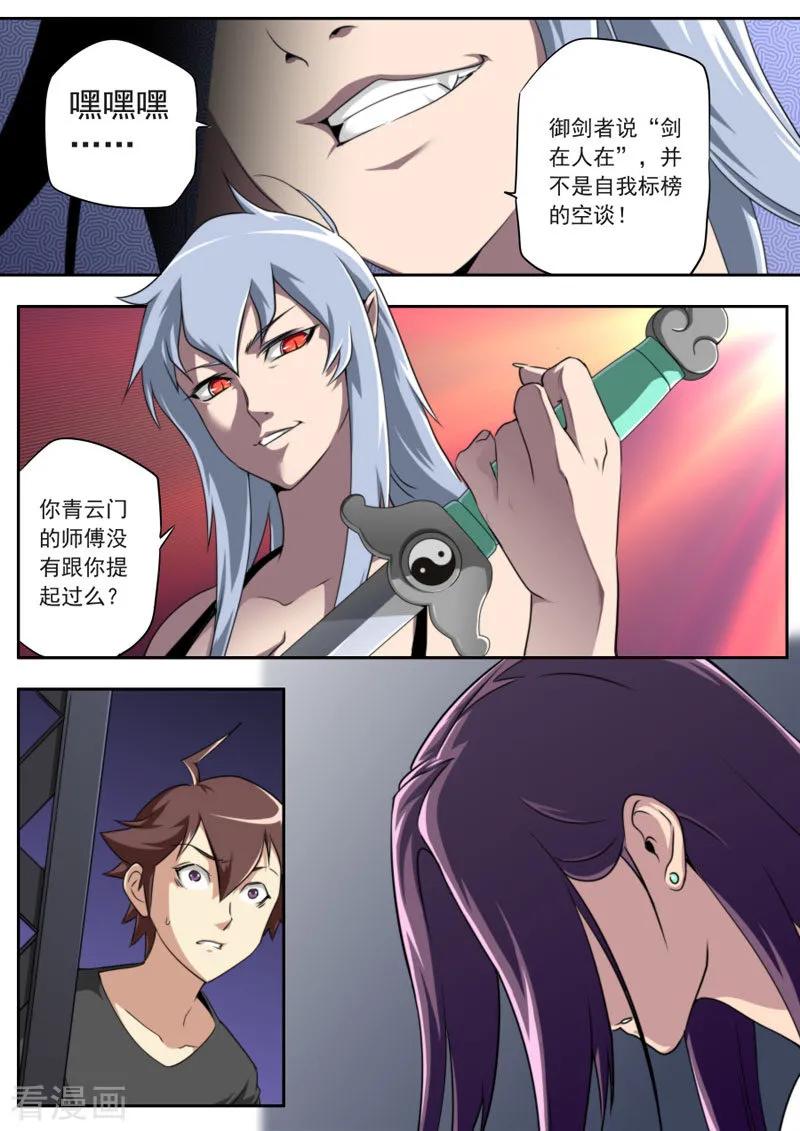 嘿嘿嘿
……
御剑者说“剑
在人在”，并
不是自我标榜
的空谈！
你青云门
的师傅没
有跟你提
起过么？
看漫画